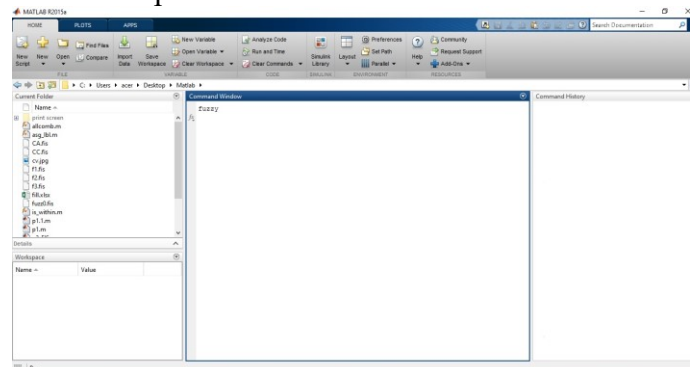 MATLAB R2015a
HOME PLOTS APPS
Search Documentation
New Script
New
Open
Find Files
Compare
Import Data
Save Workspace
New Variable
Open Variable
Clear Workspace
Analyze Code
Run and Time
Clear Commands
Simulink Library
Layout
Preferences
Set Path
Parallel
Help
Community
Request Support
Add-Ons
FILE VARIABLE CODE SIMULINK ENVIRONMENT RESOURCES
C: Users acer Desktop Matlab
Current Folder
Name
print screen
allcomb.m
asg_lbl.m
CA.fis
CC.fis
cv.jpg
f1.fis
f2.fis
f3.fis
fill.xlsx
fuzz0.fis
is_within.m
p1.1.m
p1.m
Details
Workspace
Name Value
Command Window
fuzzy
fx
Command History